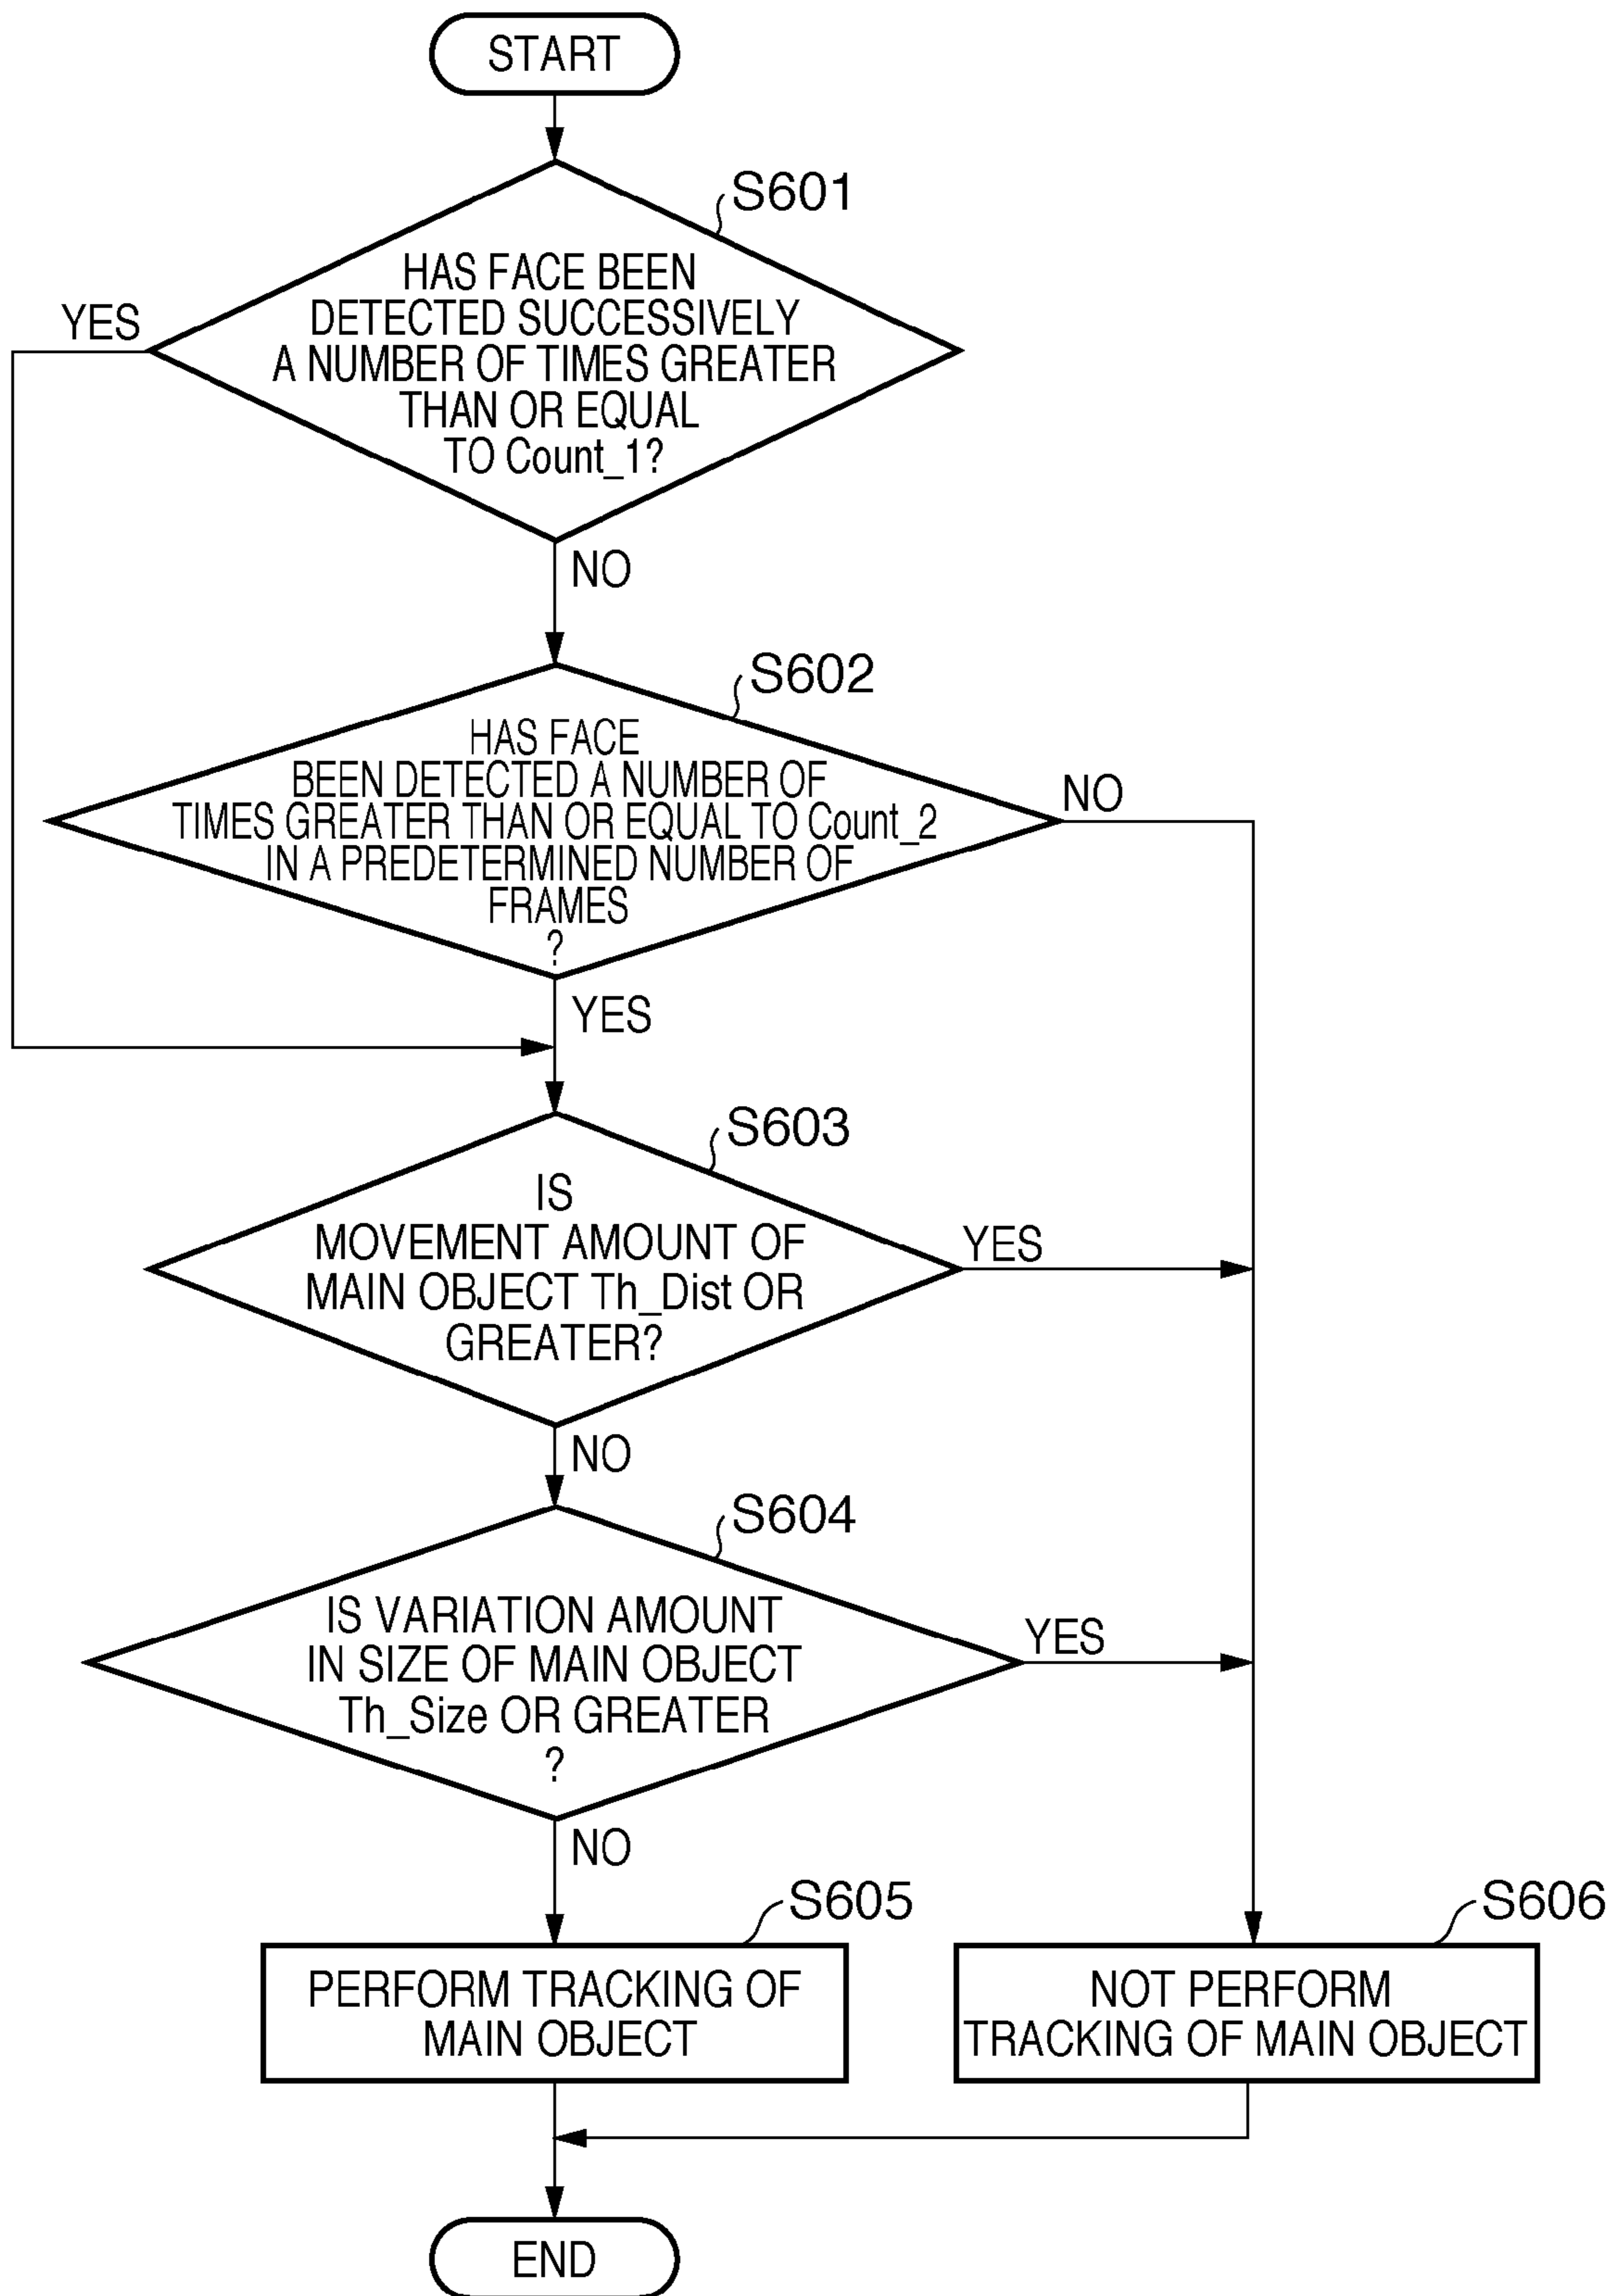 START
S601
HAS FACE BEEN
DETECTED SUCCESSIVELY
A NUMBER OF TIMES GREATER
THAN OR EQUAL
TO Count_1?
YES
NO
S602
HAS FACE
BEEN DETECTED A NUMBER OF
TIMES GREATER THAN OR EQUAL TO Count_2
IN A PREDETERMINED NUMBER OF
FRAMES
?
NO
YES
S603
IS
MOVEMENT AMOUNT OF
MAIN OBJECT Th_Dist OR
GREATER?
YES
NO
S604
IS VARIATION AMOUNT
IN SIZE OF MAIN OBJECT
Th_Size OR GREATER
?
YES
NO
S605
PERFORM TRACKING OF
MAIN OBJECT
S606
NOT PERFORM
TRACKING OF MAIN OBJECT
END